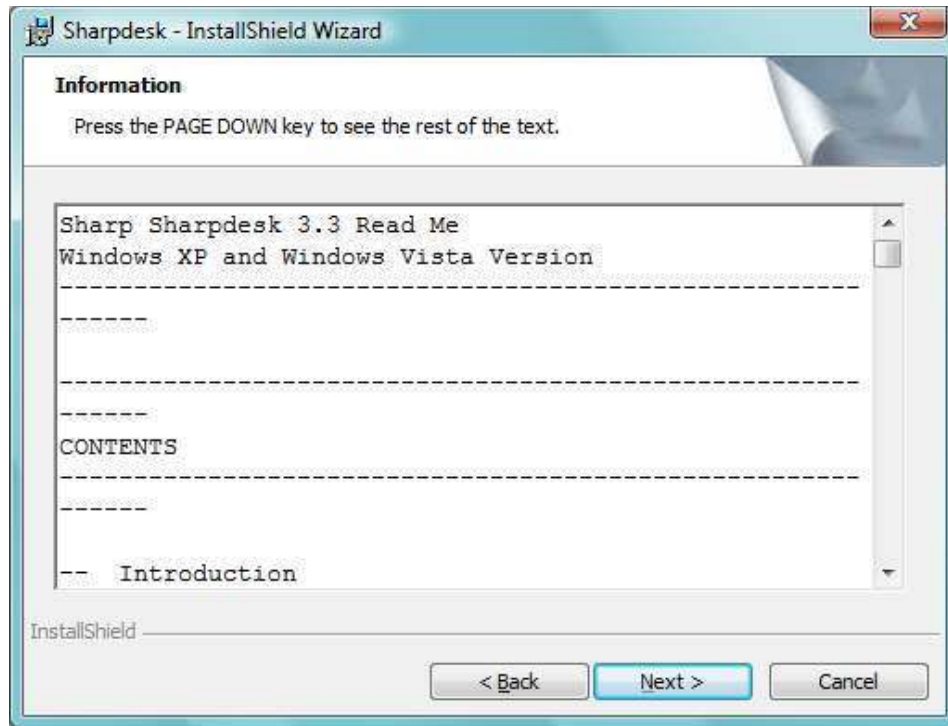 Sharpdesk - InstallShield Wizard
Information
Press the PAGE DOWN key to see the rest of the text.
Sharp Sharpdesk 3.3 Read Me
Windows XP and Windows Vista Version
-------------------------------------------------------
------
-------------------------------------------------------
------
CONTENTS
-------------------------------------------------------
------
--  Introduction
InstallShield
< Back
Next >
Cancel